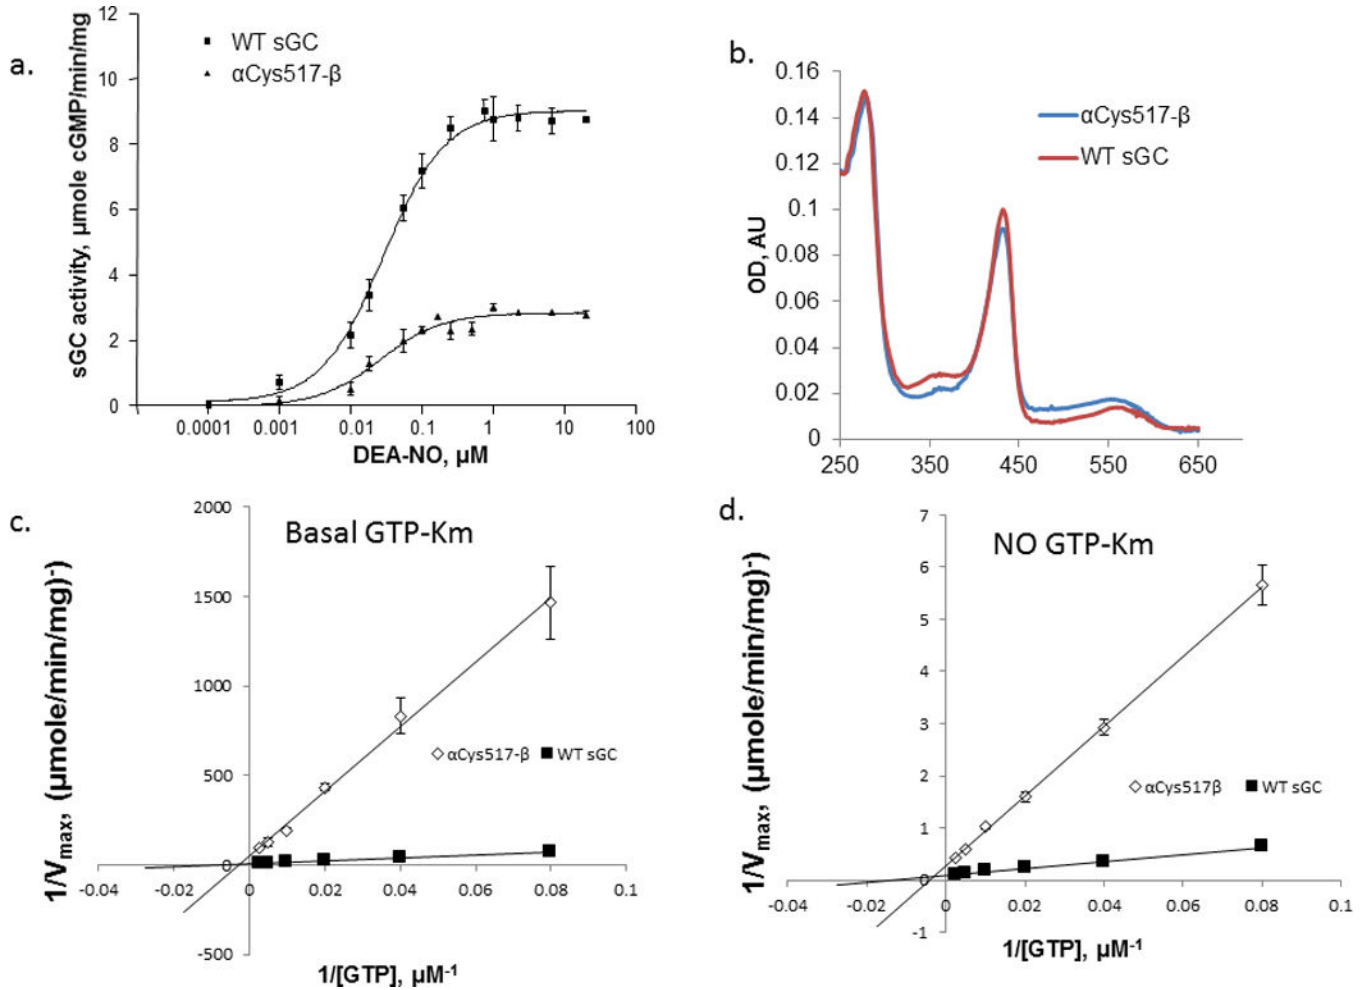 a.
sGC activity, µmole cGMP/min/mg
12
10
8
6
4
2
0
WT sGC
αCys517-β
0.0001 0.001 0.01 0.1 1 10 100
DEA-NO, µM
b.
OD, AU
0.16
0.14
0.12
0.1
0.08
0.06
0.04
0.02
0
αCys517-β
WT sGC
250 350 450 550 650
c.
Basal GTP-Km
1/Vmax, (µmole/min/mg)-)
2000
1500
1000
500
0
-500
αCys517-β WT sGC
-0.04 -0.02 0 0.02 0.04 0.06 0.08 0.1
1/[GTP], µM-1
d.
NO GTP-Km
1/Vmax, (µmole/min/mg)-)
7
6
5
4
3
2
1
0
-1
αCys517β WT sGC
-0.04 -0.02 0 0.02 0.04 0.06 0.08 0.1
1/[GTP], µM-1